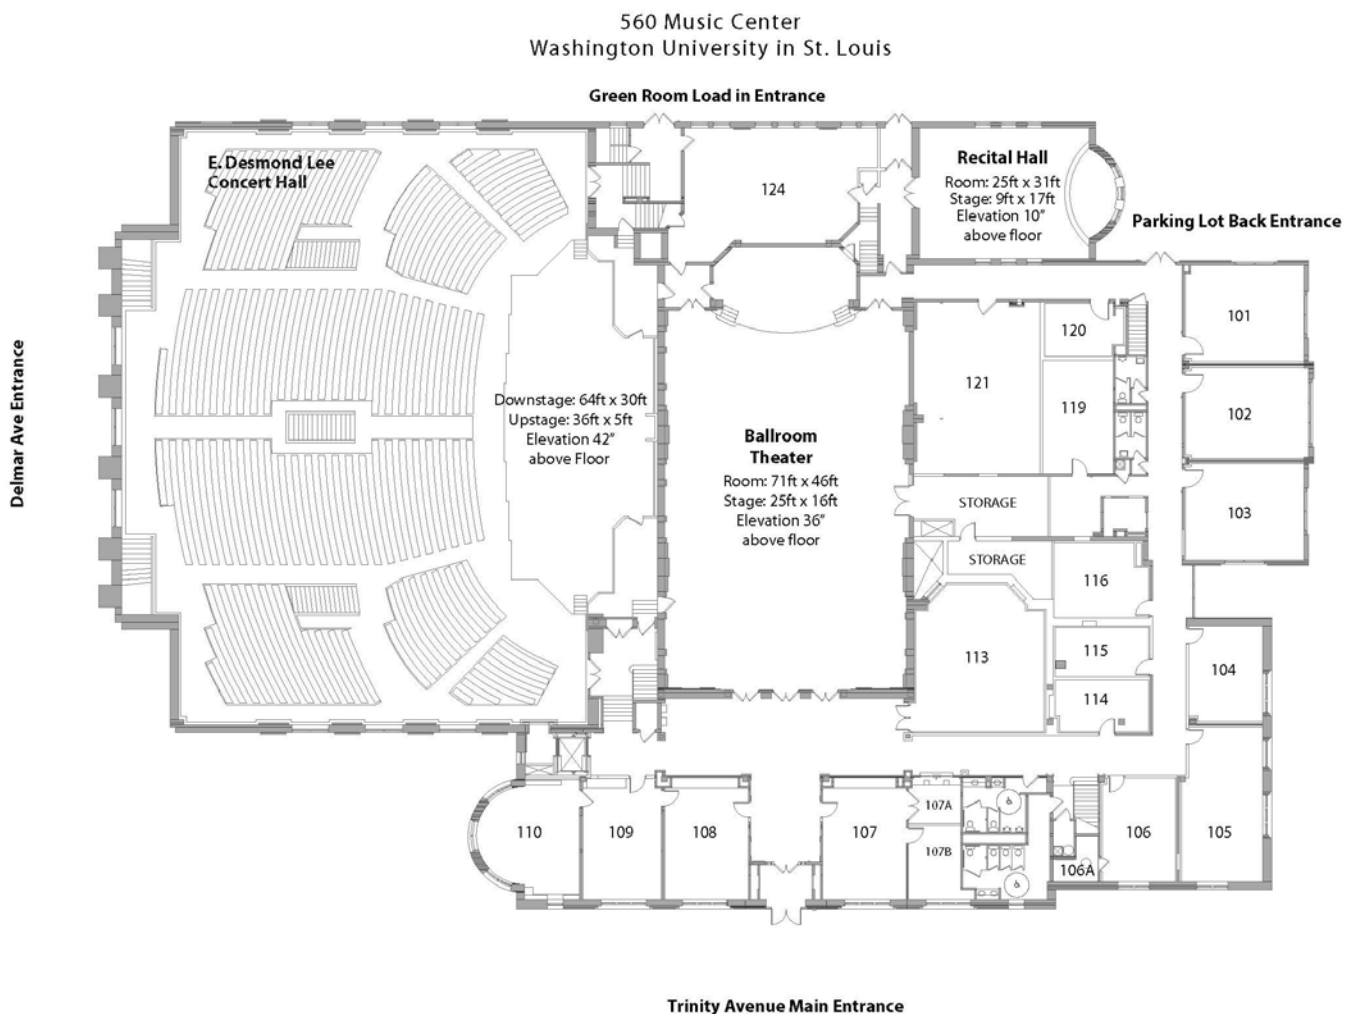 560 Music Center
Washington University in St. Louis
Green Room Load in Entrance
E. Desmond Lee
Concert Hall
124
Recital Hall
Room: 25ft x 31ft
Stage: 9ft x 17ft
Elevation 10"
above floor
Parking Lot Back Entrance
101
120
121
119
102
Delmar Ave Entrance
Downstage: 64ft x 30ft
Upstage: 36ft x 5ft
Elevation 42"
above Floor
Ballroom
Theater
Room: 71ft x 46ft
Stage: 25ft x 16ft
Elevation 36"
above floor
STORAGE
103
STORAGE
116
113
115
104
114
110
109
108
107
107A
107B
106
106A
105
Trinity Avenue Main Entrance